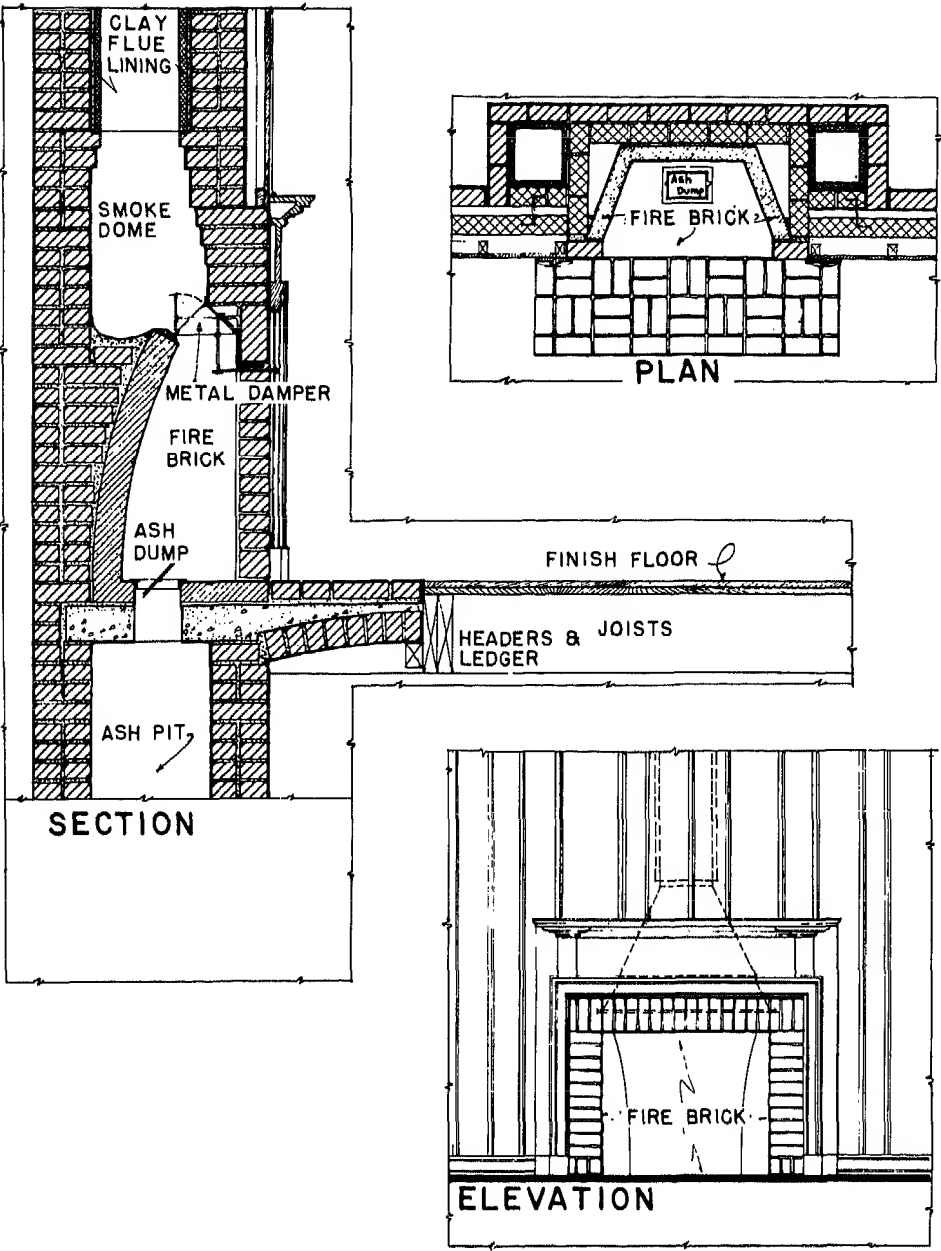 CLAY
FLUE
LINING
SMOKE
DOME
METAL DAMPER
FIRE
BRICK
ASH
DUMP
FINISH FLOOR
HEADERS &
LEDGER
JOISTS
ASH PIT
SECTION
Ash
Dump
FIRE BRICK
PLAN
FIRE BRICK
ELEVATION